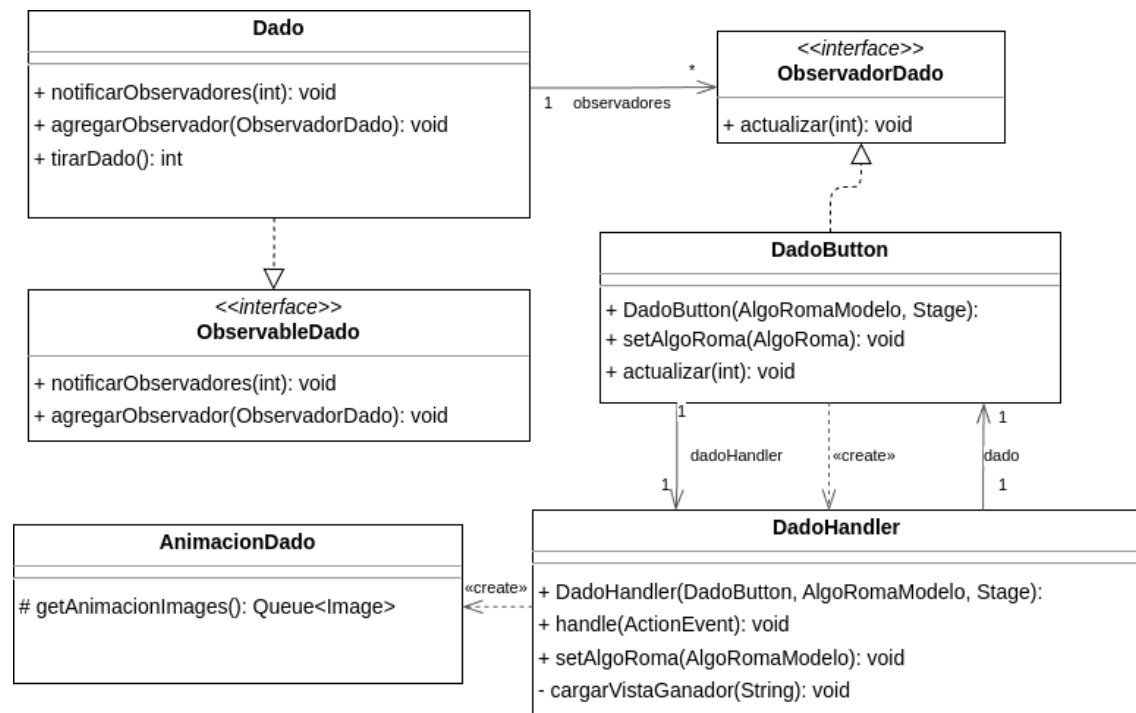 Dado
+ notificarObservadores(int): void
+ agregarObservador(ObservadorDado): void
+ tirarDado(): int
1 observadores
*
<<interface>>
ObservadorDado
+ actualizar(int): void
<<interface>>
ObservableDado
+ notificarObservadores(int): void
+ agregarObservador(ObservadorDado): void
DadoButton
+ DadoButton(AlgoRomaModelo, Stage):
+ setAlgoRoma(AlgoRoma): void
+ actualizar(int): void
1
dadoHandler
1
«create»
1
dado
1
AnimacionDado
# getAnimacionImages(): Queue<Image>
«create»
DadoHandler
+ DadoHandler(DadoButton, AlgoRomaModelo, Stage):
+ handle(ActionEvent): void
+ setAlgoRoma(AlgoRomaModelo): void
- cargarVistaGanador(String): void